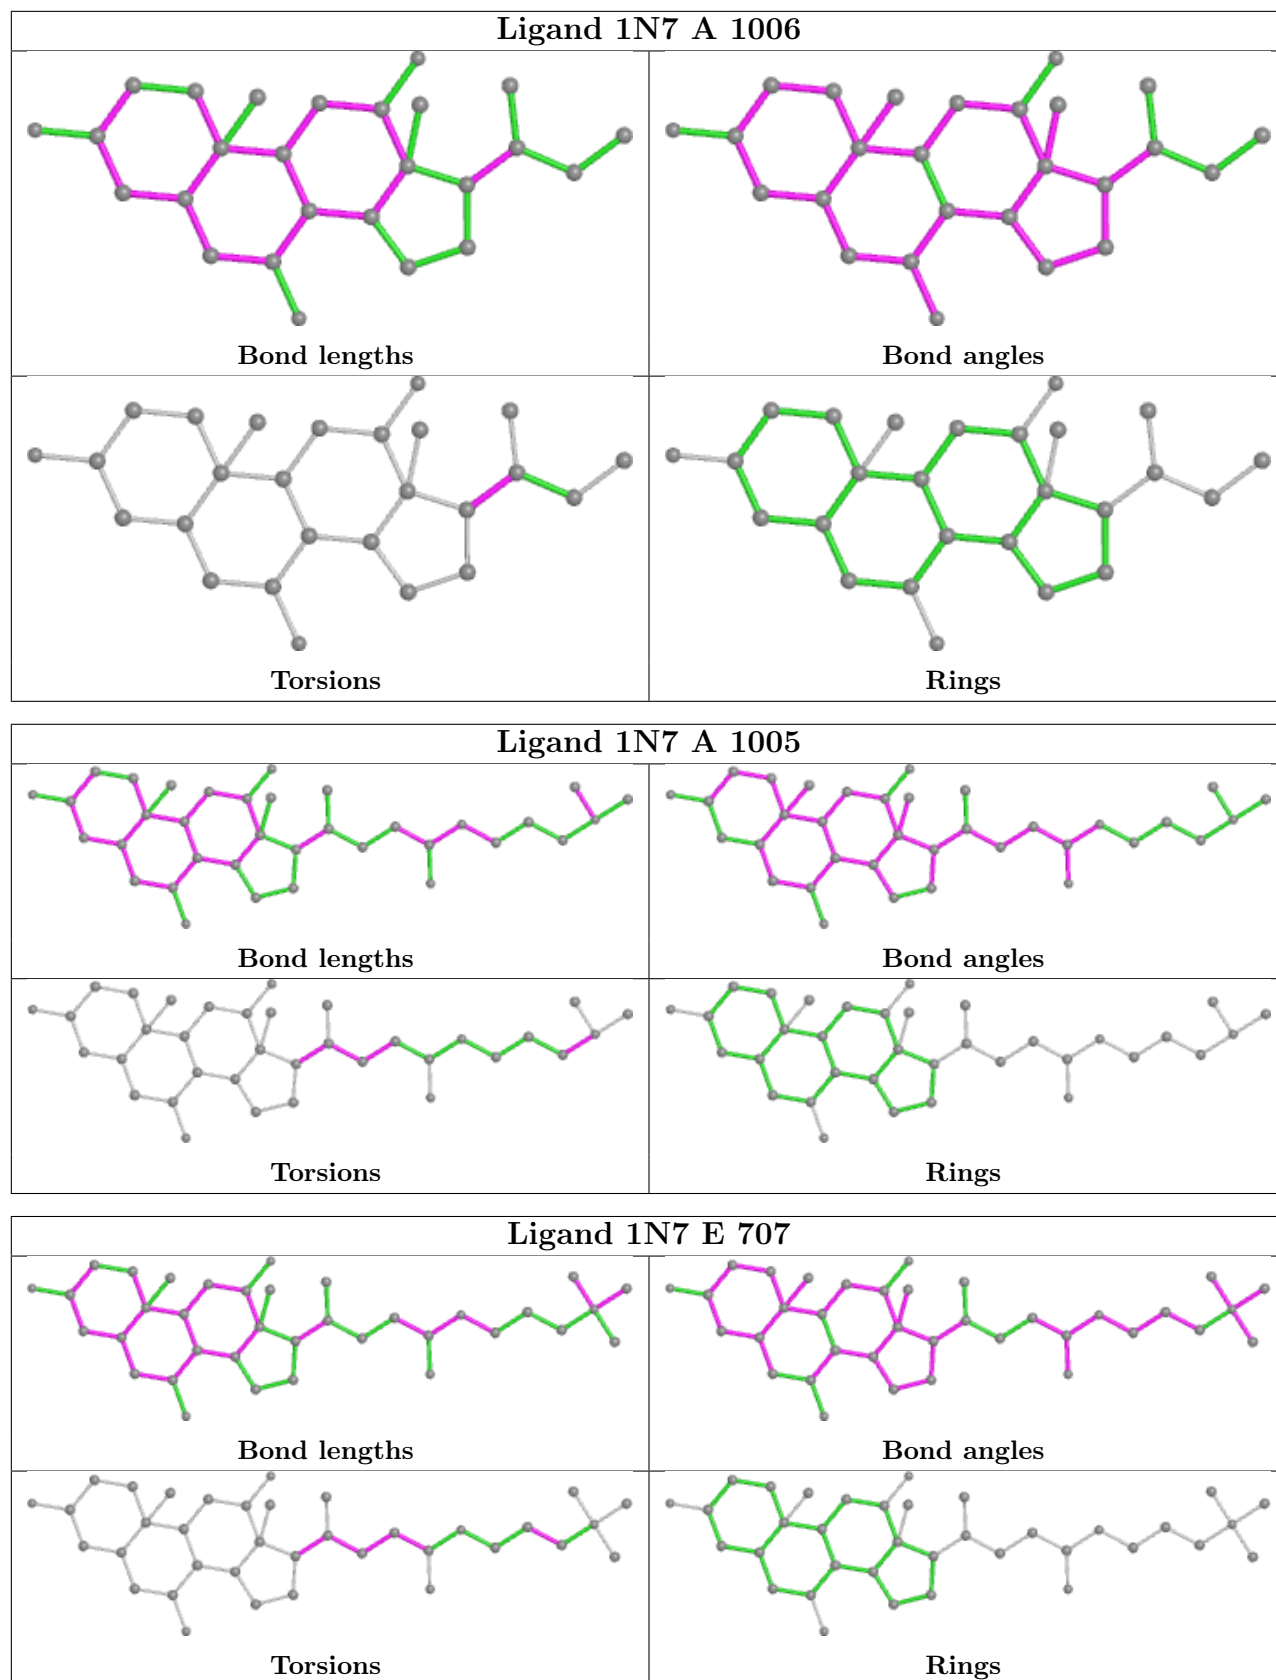 Ligand 1N7 A 1006
Bond lengths
Bond angles
Torsions
Rings
Ligand 1N7 A 1005
Bond lengths
Bond angles
Torsions
Rings
Ligand 1N7 E 707
Bond lengths
Bond angles
Torsions
Rings